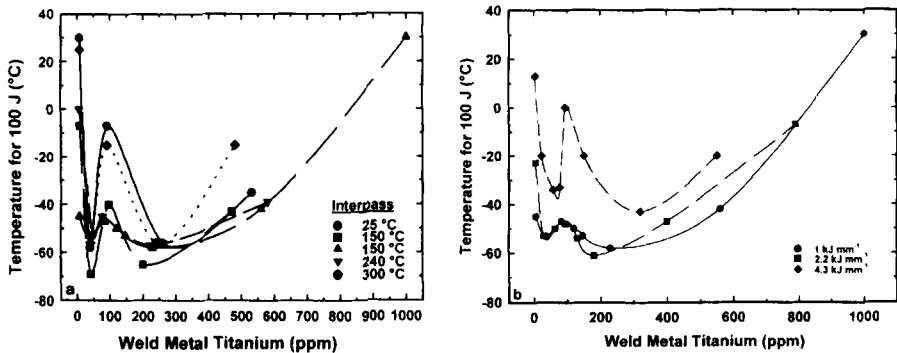 40
20
0
-20
-40
-60
-80
Temperature for 100 J (°C)
Interpass
25 °C
150 °C
150 °C
240 °C
300 °C
a
0 100 200 300 400 500 600 700 800 900 1000
Weld Metal Titanium (ppm)
40
20
0
-20
-40
-60
-80
Temperature for 100 J (°C)
1 kJ mm⁻¹
2.2 kJ mm⁻¹
4.3 kJ mm⁻¹
b
0 200 400 600 800 1000
Weld Metal Titanium (ppm)